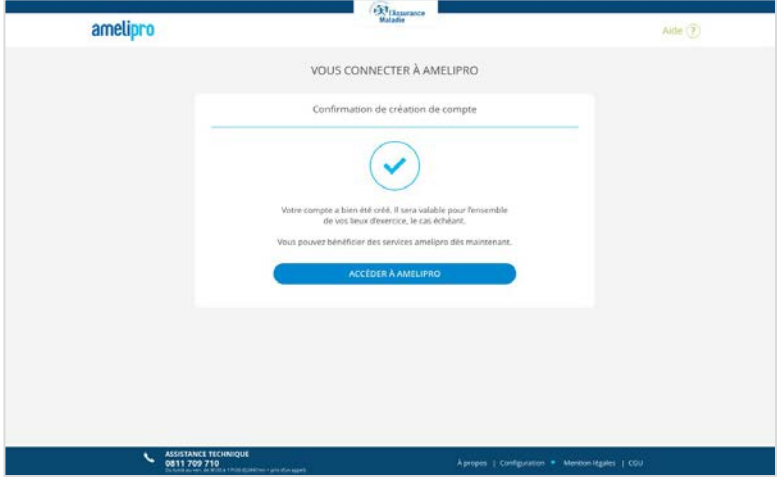 l'Assurance
Maladie
amelipro
Aide ?
VOUS CONNECTER À AMELIPRO
Confirmation de création de compte
Votre compte a bien été créé. Il sera valable pour l'ensemble
de vos lieux d'exercice, le cas échéant.
Vous pouvez bénéficier des services amelipro dès maintenant.
ACCÉDER À AMELIPRO
ASSISTANCE TECHNIQUE
0811 709 710
À propos | Configuration Mention légales | CGU